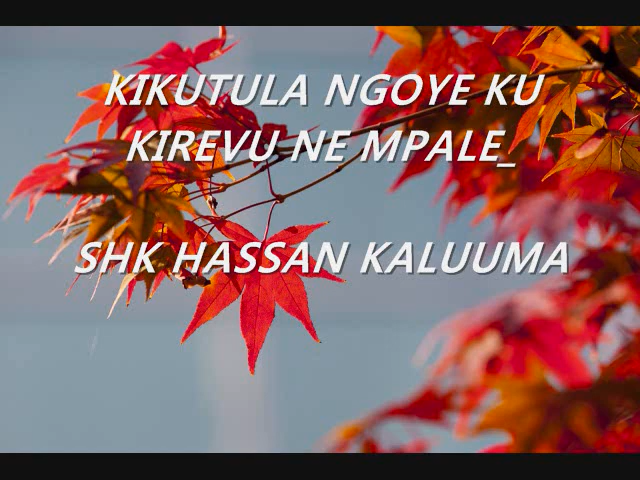 KIKUTULA NGOYE KU
KIREVU NE MPALE_
SHK HASSAN KALUUMA